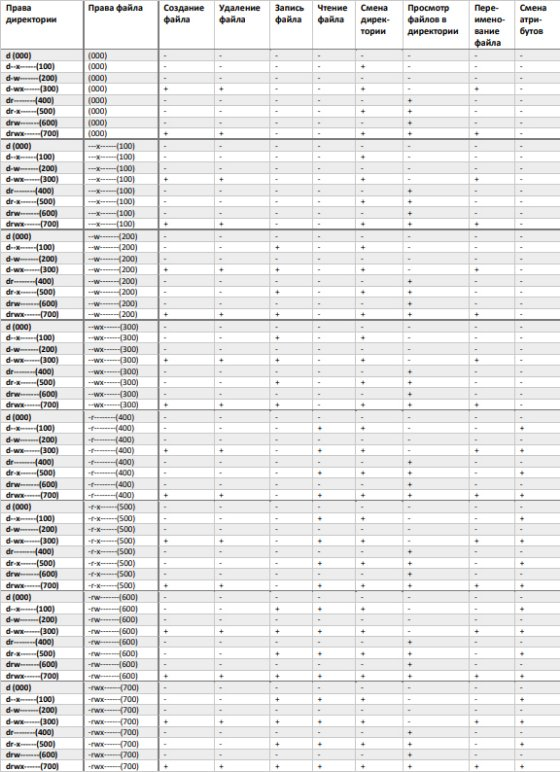 Права директории	Права файла	Создание файла	Удаление файла	Запись файла	Чтение файла	Смена дирек-тории	Просмотр файлов в директории	Пере-имено-вание файла	Смена атри-бутов
d (000)	(000)	-	-	-	-	-	-	-	-
d--x------(100)	(000)	-	-	-	-	+	-	-	-
d-w-------(200)	(000)	-	-	-	-	-	-	-	-
d-wx------(300)	(000)	+	+	-	-	+	-	+	-
dr--------(400)	(000)	-	-	-	-	-	+	-	-
dr-x------(500)	(000)	-	-	-	-	+	+	-	-
drw-------(600)	(000)	-	-	-	-	-	+	-	-
drwx------(700)	(000)	+	+	-	-	+	+	+	-
d (000)	---x------(100)	-	-	-	-	-	-	-	-
d--x------(100)	---x------(100)	-	-	-	-	+	-	-	-
d-w-------(200)	---x------(100)	-	-	-	-	-	-	-	-
d-wx------(300)	---x------(100)	+	+	-	-	+	-	+	-
dr--------(400)	---x------(100)	-	-	-	-	-	+	-	-
dr-x------(500)	---x------(100)	-	-	-	-	+	+	-	-
drw-------(600)	---x------(100)	-	-	-	-	-	+	-	-
drwx------(700)	---x------(100)	+	+	-	-	+	+	+	-
d (000)	--w-------(200)	-	-	-	-	-	-	-	-
d--x------(100)	--w-------(200)	-	-	+	-	+	-	-	-
d-w-------(200)	--w-------(200)	-	-	-	-	-	-	-	-
d-wx------(300)	--w-------(200)	+	+	+	-	+	-	+	-
dr--------(400)	--w-------(200)	-	-	-	-	-	+	-	-
dr-x------(500)	--w-------(200)	-	-	+	-	+	+	-	-
drw-------(600)	--w-------(200)	-	-	-	-	-	+	-	-
drwx------(700)	--w-------(200)	+	+	+	-	+	+	+	-
d (000)	--wx------(300)	-	-	-	-	-	-	-	-
d--x------(100)	--wx------(300)	-	-	+	-	+	-	-	-
d-w-------(200)	--wx------(300)	-	-	-	-	-	-	-	-
d-wx------(300)	--wx------(300)	+	+	+	-	+	-	+	-
dr--------(400)	--wx------(300)	-	-	-	-	-	+	-	-
dr-x------(500)	--wx------(300)	-	-	+	-	+	+	-	-
drw-------(600)	--wx------(300)	-	-	-	-	-	+	-	-
drwx------(700)	--wx------(300)	+	+	+	-	+	+	+	-
d (000)	-r--------(400)	-	-	-	-	-	-	-	-
d--x------(100)	-r--------(400)	-	-	-	+	+	-	-	+
d-w-------(200)	-r--------(400)	-	-	-	-	-	-	-	-
d-wx------(300)	-r--------(400)	+	+	-	+	+	-	+	+
dr--------(400)	-r--------(400)	-	-	-	-	-	+	-	-
dr-x------(500)	-r--------(400)	-	-	-	+	+	+	-	+
drw-------(600)	-r--------(400)	-	-	-	-	-	+	-	-
drwx------(700)	-r--------(400)	+	+	-	+	+	+	+	+
d (000)	-r-x------(500)	-	-	-	-	-	-	-	-
d--x------(100)	-r-x------(500)	-	-	-	+	+	-	-	+
d-w-------(200)	-r-x------(500)	-	-	-	-	-	-	-	-
d-wx------(300)	-r-x------(500)	+	+	-	+	+	-	+	+
dr--------(400)	-r-x------(500)	-	-	-	-	-	+	-	-
dr-x------(500)	-r-x------(500)	-	-	-	+	+	+	-	+
drw-------(600)	-r-x------(500)	-	-	-	-	-	+	-	-
drwx------(700)	-r-x------(500)	+	+	-	+	+	+	+	+
d (000)	-rw-------(600)	-	-	-	-	-	-	-	-
d--x------(100)	-rw-------(600)	-	-	+	+	+	-	-	+
d-w-------(200)	-rw-------(600)	-	-	-	-	-	-	-	-
d-wx------(300)	-rw-------(600)	+	+	+	+	+	-	+	+
dr--------(400)	-rw-------(600)	-	-	-	-	-	+	-	-
dr-x------(500)	-rw-------(600)	-	-	+	+	+	+	-	+
drw-------(600)	-rw-------(600)	-	-	-	-	-	+	-	-
drwx------(700)	-rw-------(600)	+	+	+	+	+	+	+	+
d (000)	-rwx------(700)	-	-	-	-	-	-	-	-
d--x------(100)	-rwx------(700)	-	-	+	+	+	-	-	+
d-w-------(200)	-rwx------(700)	-	-	-	-	-	-	-	-
d-wx------(300)	-rwx------(700)	+	+	+	+	+	-	+	+
dr--------(400)	-rwx------(700)	-	-	-	-	-	+	-	-
dr-x------(500)	-rwx------(700)	-	-	+	+	+	+	-	+
drw-------(600)	-rwx------(700)	-	-	-	-	-	+	-	-
drwx------(700)	-rwx------(700)	+	+	+	+	+	+	+	+